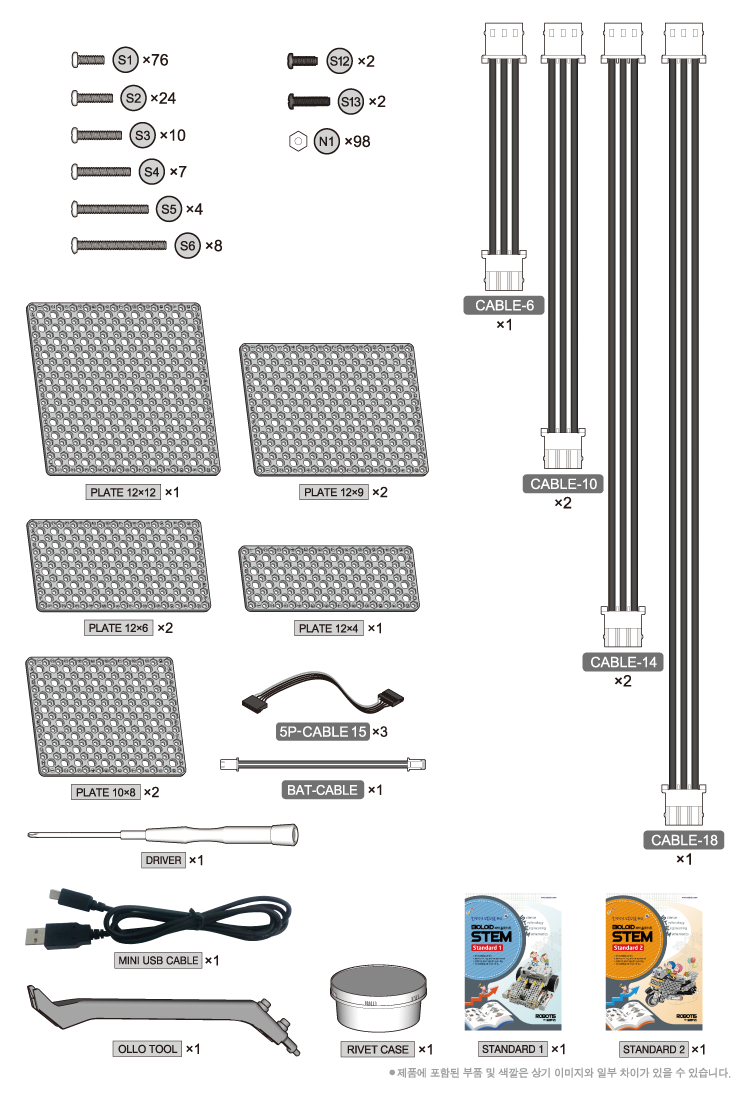 S1 ×76
S2 ×24
S3 ×10
S4 ×7
S5 ×4
S6 ×8
S12 ×2
S13 ×2
N1 ×98
CABLE-6
×1
CABLE-10
×2
CABLE-14
×2
CABLE-18
×1
PLATE 12×12 ×1
PLATE 12×9 ×2
PLATE 12×6 ×2
PLATE 12×4 ×1
PLATE 10×8 ×2
5P-CABLE 15 ×3
BAT-CABLE ×1
DRIVER ×1
MINI USB CABLE ×1
OLLO TOOL ×1
RIVET CASE ×1
BIOLOID
STEM
Standard 1
ROBOTIS
STANDARD 1 ×1
BIOLOID
STEM
Standard 2
ROBOTIS
STANDARD 2 ×1
● 제품에 포함된 부품 및 색깔은 상기 이미지와 일부 차이가 있을 수 있습니다.